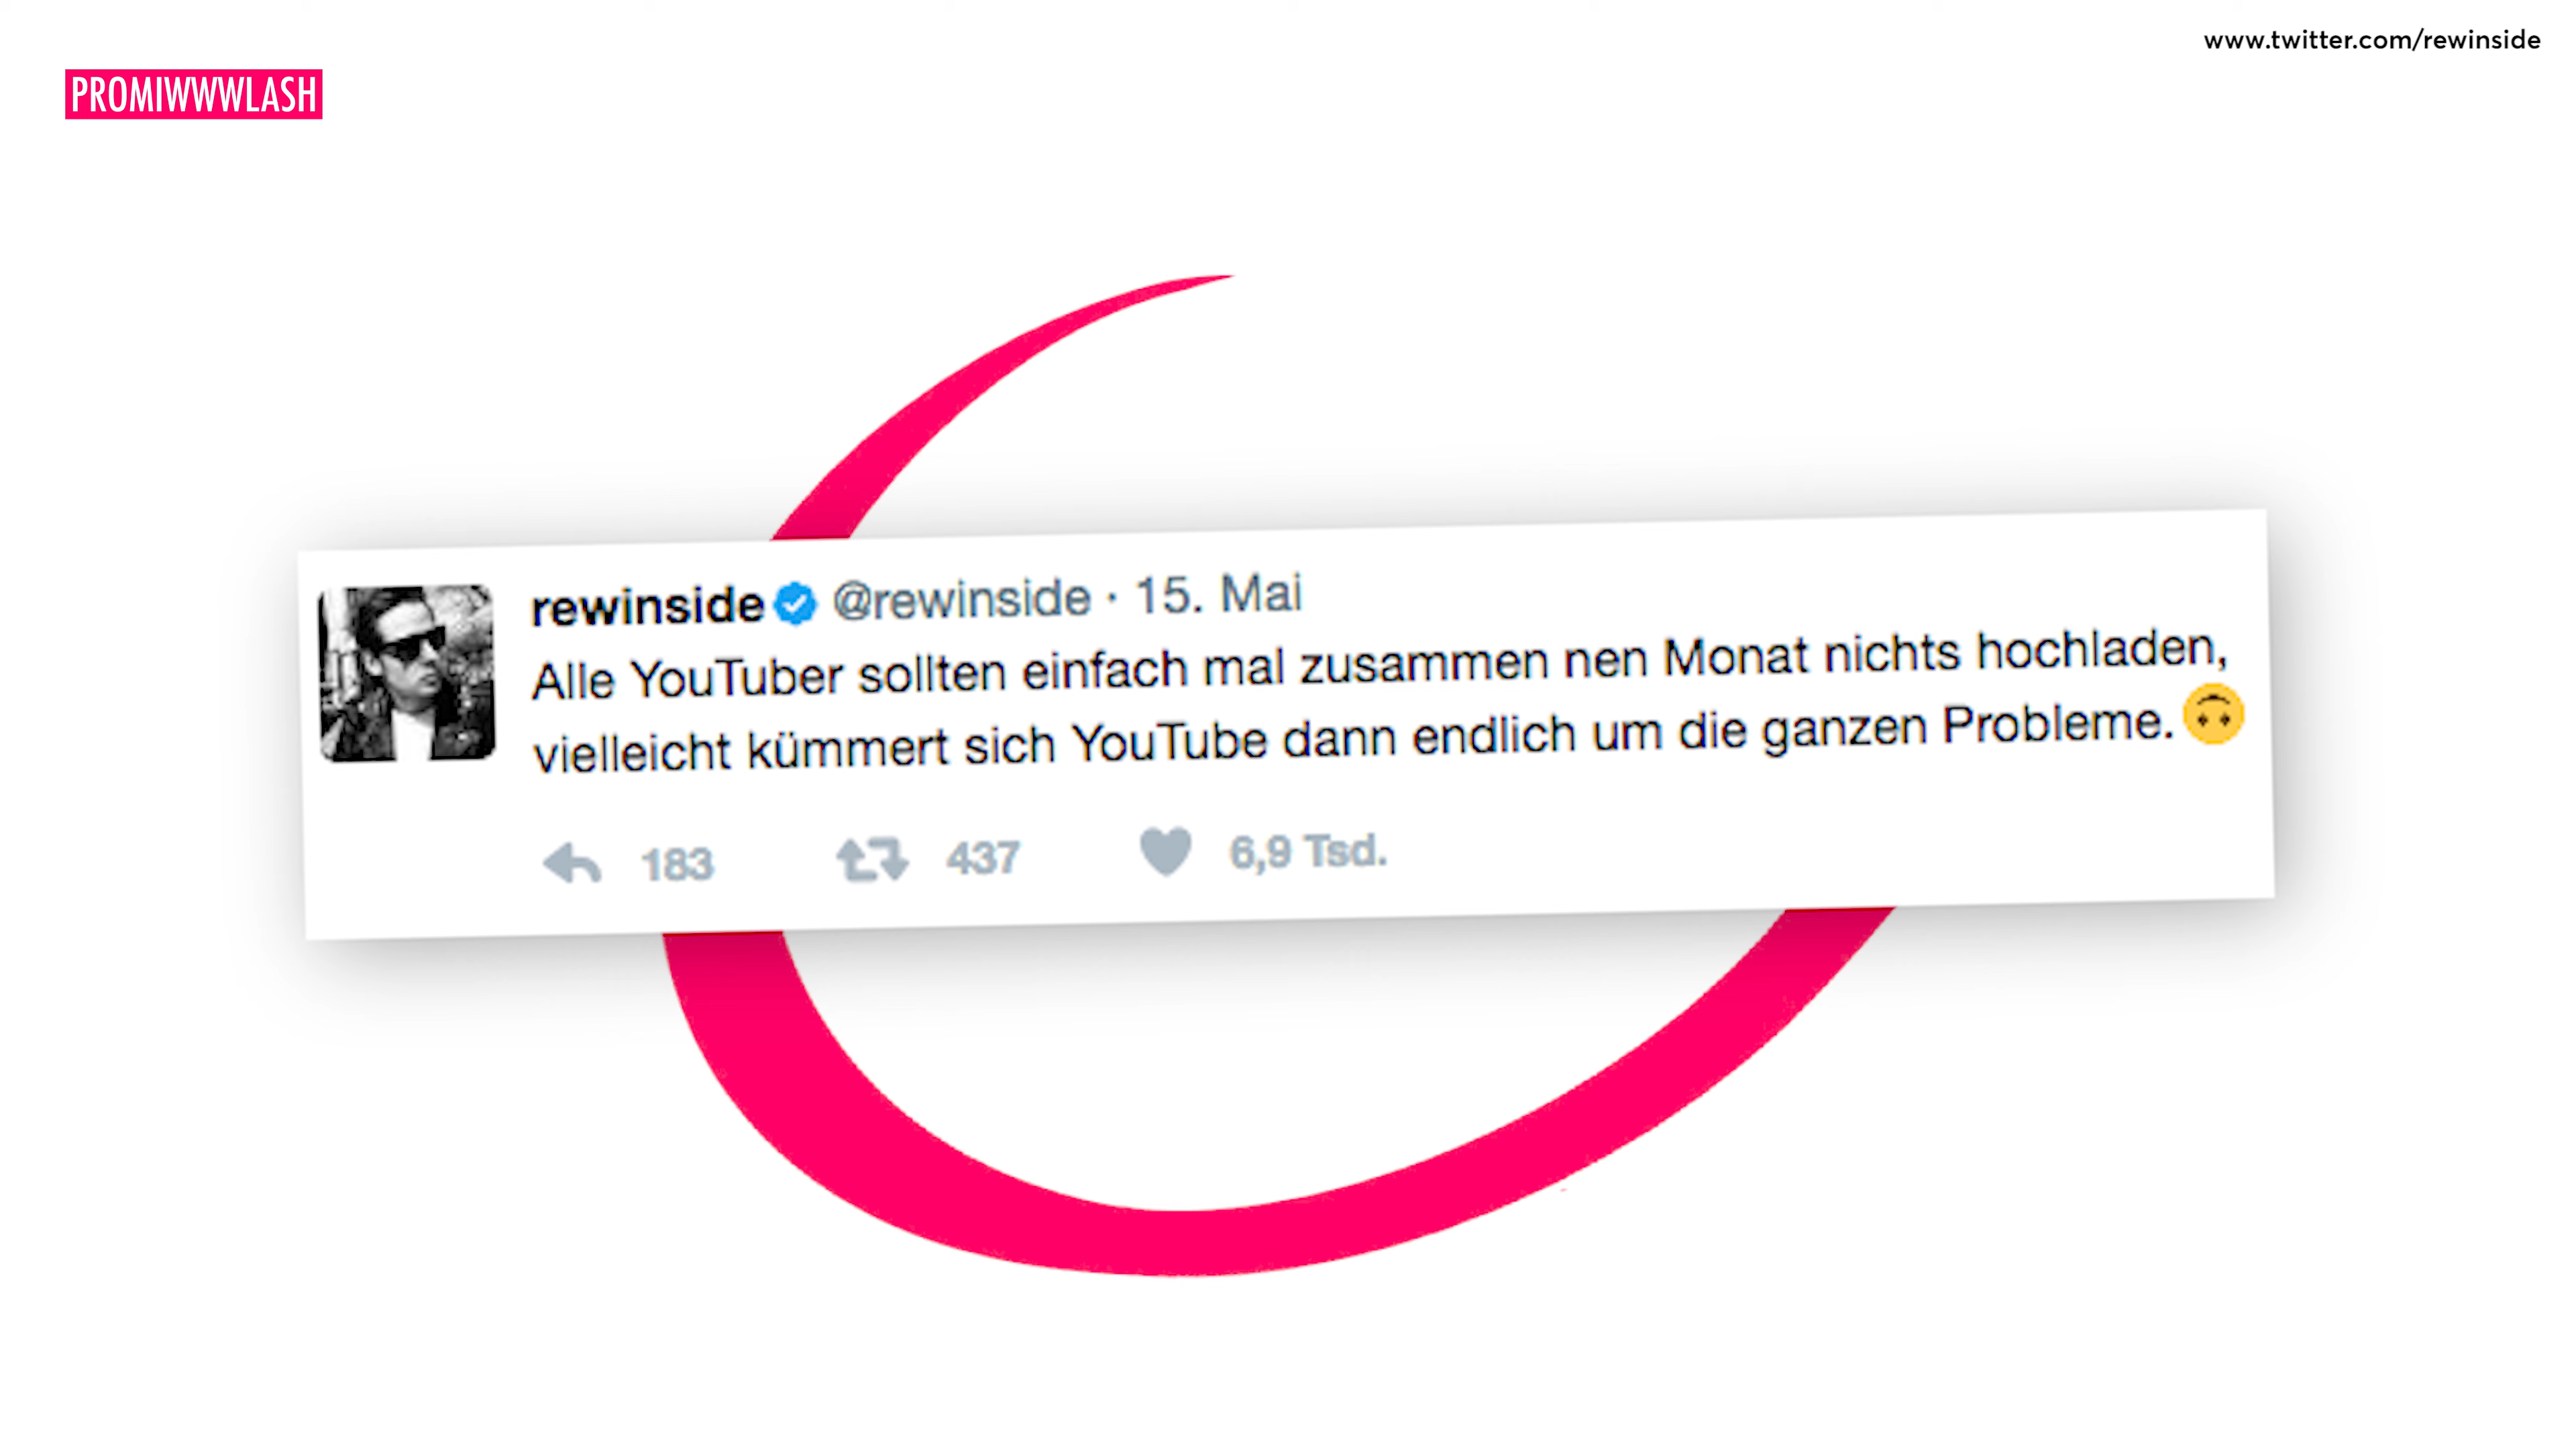 www.twitter.com/rewinside
PROMIWWWLASH
rewinside @rewinside · 15. Mai
Alle YouTuber sollten einfach mal zusammen nen Monat nichts hochladen,
vielleicht kümmert sich YouTube dann endlich um die ganzen Probleme. 🙃
183 437 6,9 Tsd.